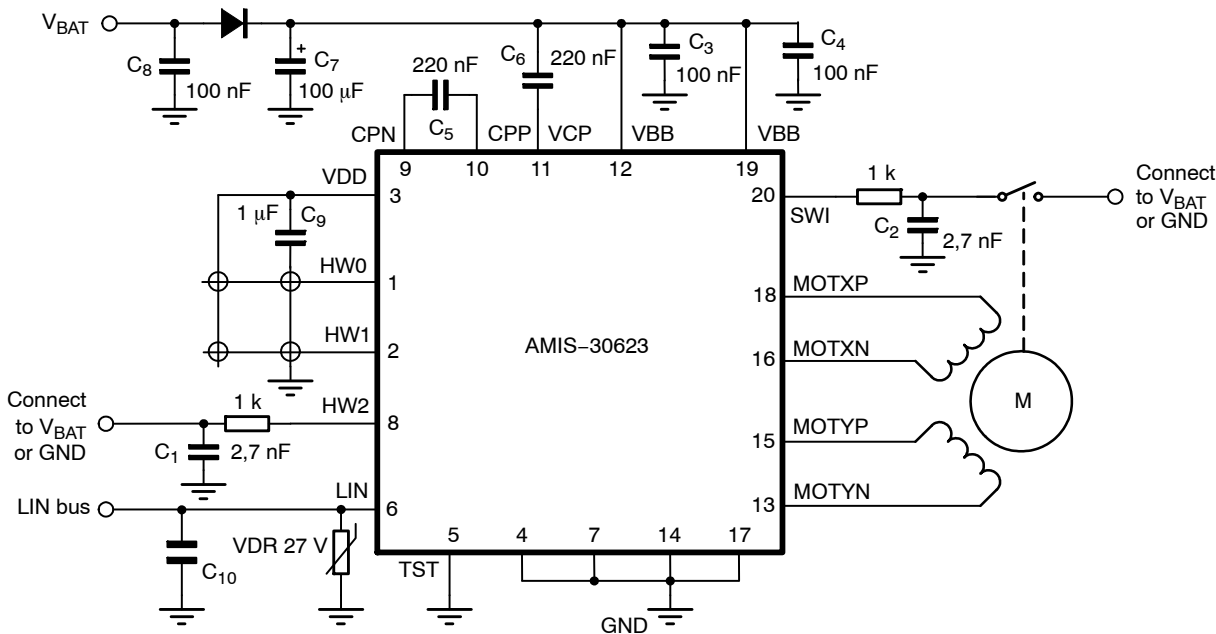 V_BAT
C8
100 nF
+
C7
100 µF
220 nF
C5
C6
220 nF
C3
100 nF
C4
100 nF
CPN
CPP
VCP
VBB
VBB
9
10
11
12
19
VDD
3
1 µF
C9
HW0
1
HW1
2
Connect
to V_BAT
or GND
1 k
HW2
8
C1
2,7 nF
LIN bus
LIN
6
C10
VDR 27 V
AMIS–30623
20
SWI
1 k
C2
2,7 nF
Connect
to V_BAT
or GND
18
MOTXP
16
MOTXN
M
15
MOTYP
13
MOTYN
5
4
7
14
17
TST
GND